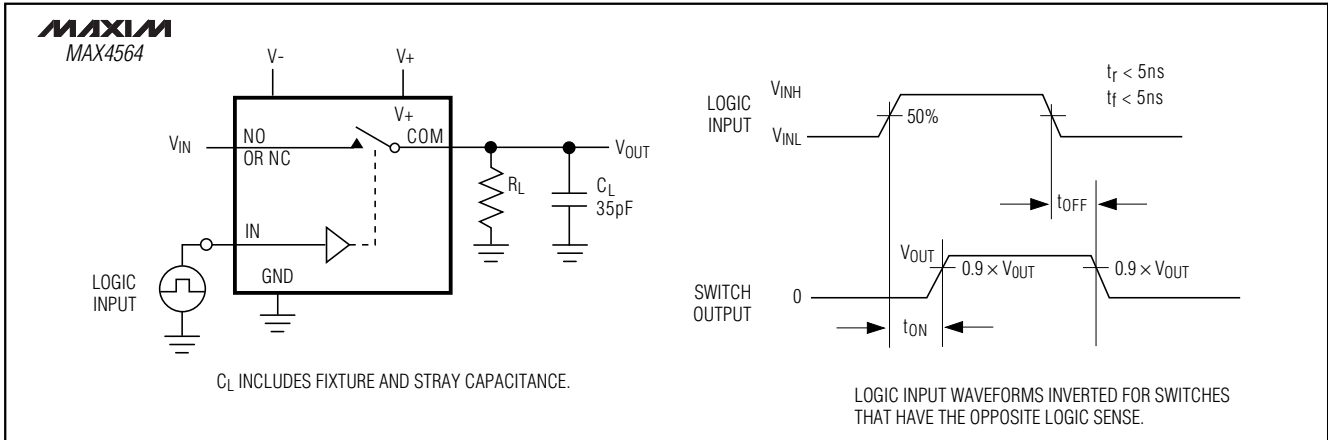 MAXIM
MAX4564
V-
V+
V+
VIN
NO
OR NC
COM
VOUT
RL
CL
35pF
IN
GND
LOGIC
INPUT
CL INCLUDES FIXTURE AND STRAY CAPACITANCE.
LOGIC
INPUT
VINH
VINL
50%
tr < 5ns
tf < 5ns
tOFF
SWITCH
OUTPUT
VOUT
0
0.9 × VOUT
0.9 × VOUT
tON
LOGIC INPUT WAVEFORMS INVERTED FOR SWITCHES
THAT HAVE THE OPPOSITE LOGIC SENSE.